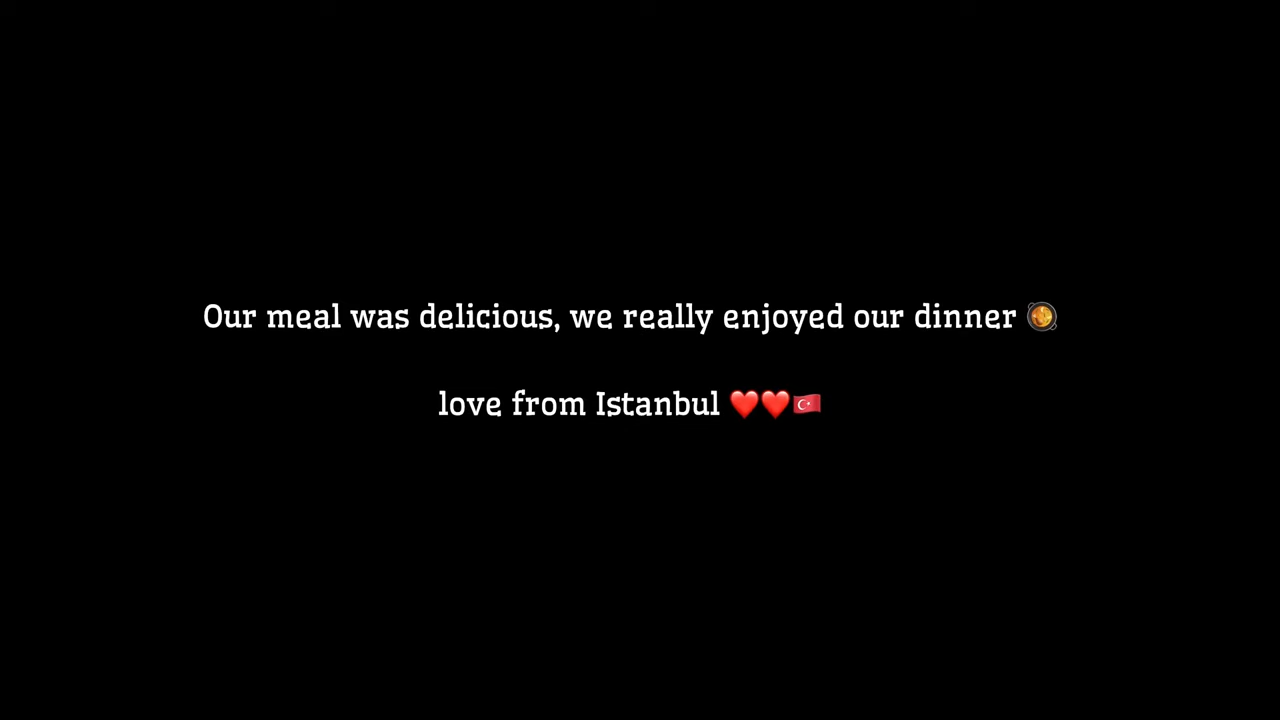 Our meal was delicious, we really enjoyed our dinner 🥘
love from Istanbul ❤️❤️🇹🇷